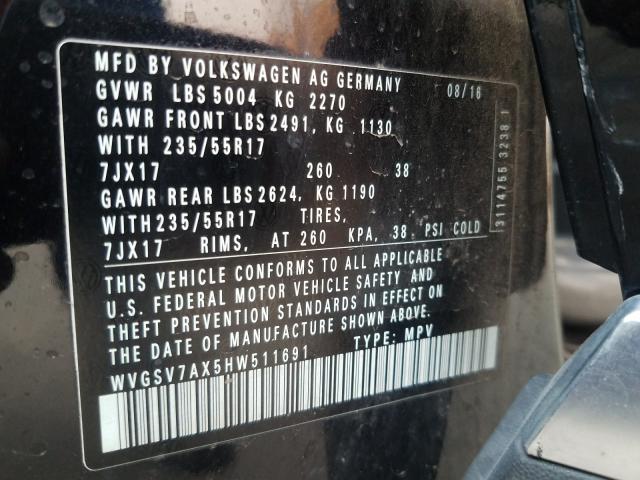 MFD BY VOLKSWAGEN AG GERMANY
08/16
GVWR LBS 5004 KG 2270
GAWR FRONT LBS 2491, KG 1130
WITH 235/55R17
7JX17 260 38
GAWR REAR LBS 2624, KG 1190
WITH 235/55R17 TIRES,
7JX17 RIMS, AT 260 KPA, 38 PSI COLD
3114755 3238 1
THIS VEHICLE CONFORMS TO ALL APPLICABLE
U.S. FEDERAL MOTOR VEHICLE SAFETY AND
THEFT PREVENTION STANDARDS IN EFFECT ON
THE DATE OF MANUFACTURE SHOWN ABOVE.
WVGSV7AX5HW511691 TYPE: MPV